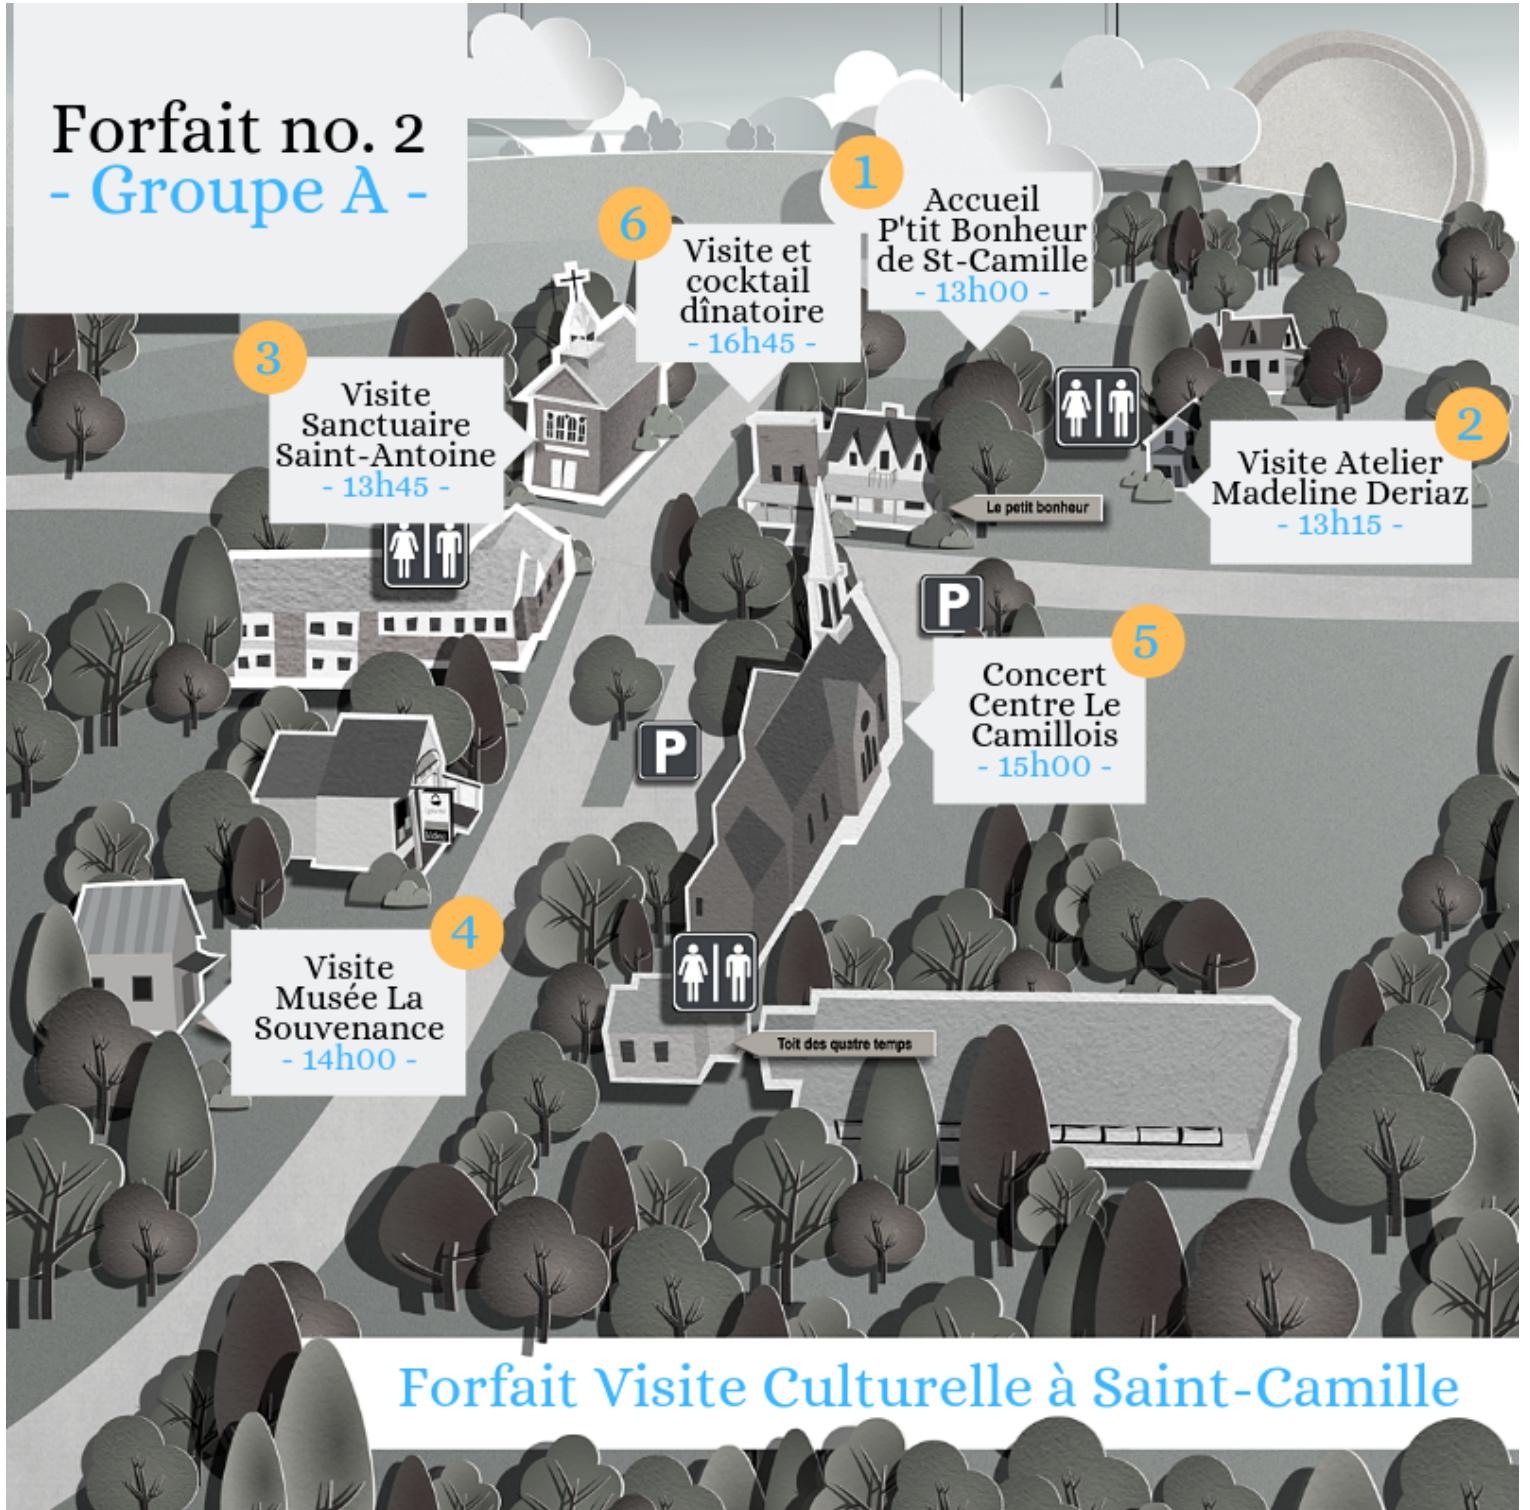 Forfait no. 2
- Groupe A -
1
Accueil
P'tit Bonheur
de St-Camille
- 13h00 -
6
Visite et
cocktail
dînatoire
- 16h45 -
3
Visite
Sanctuaire
Saint-Antoine
- 13h45 -
2
Visite Atelier
Madeline Deriaz
- 13h15 -
Le petit bonheur
P
5
Concert
Centre Le
Camillois
- 15h00 -
P
Vidéo
4
Visite
Musée La
Souvenance
- 14h00 -
Toit des quatre temps
Forfait Visite Culturelle à Saint-Camille